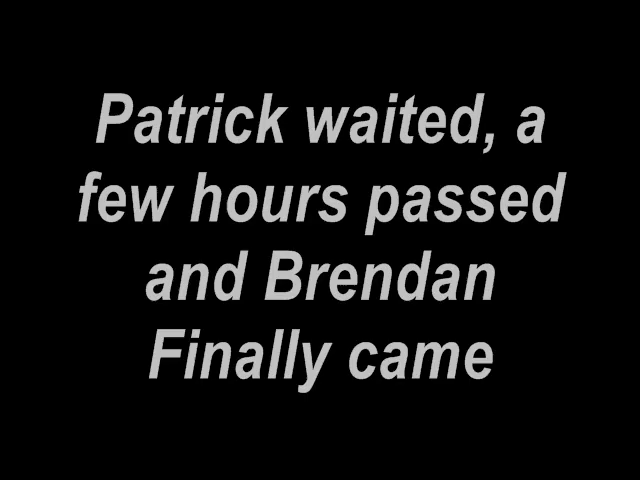 Patrick waited, a
few hours passed
and Brendan
Finally came